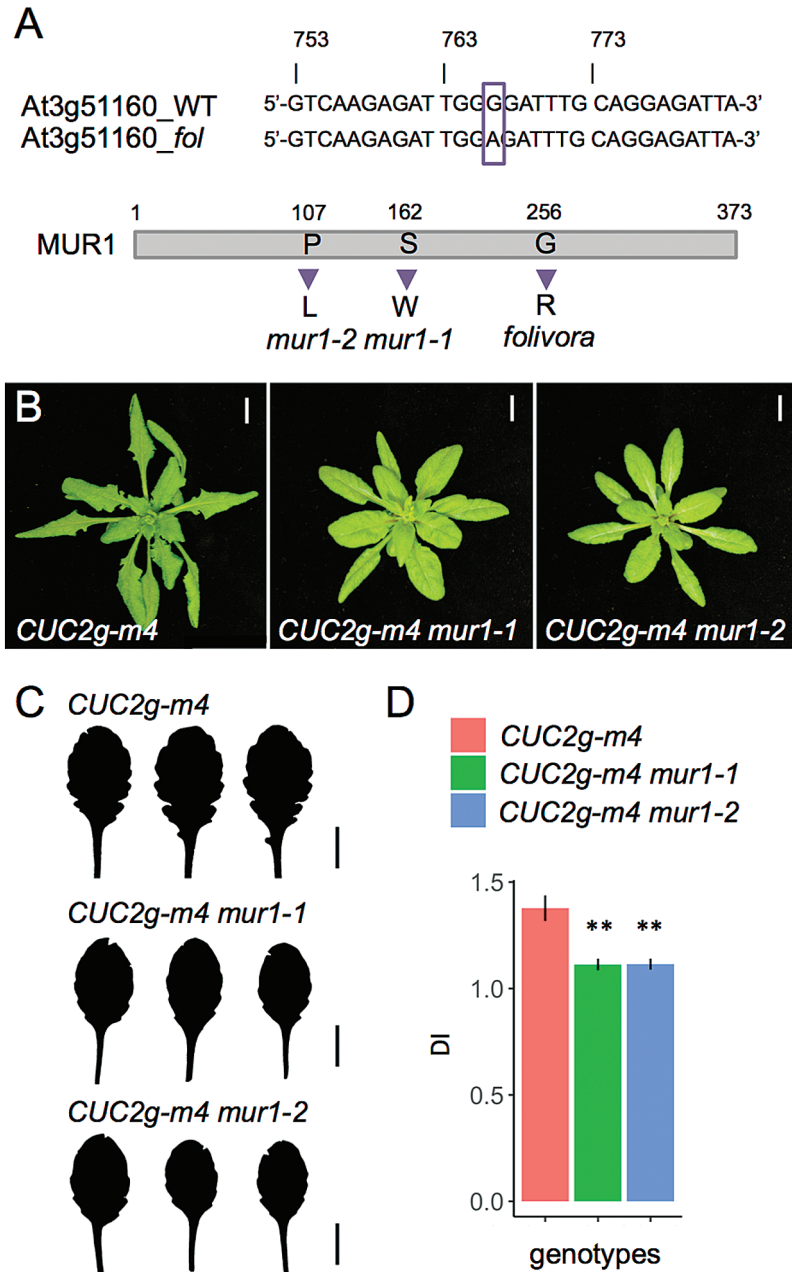 A
753 763 773
At3g51160_WT 5’-GTCAAGAGAT TGGGGATTTG CAGGAGATTA-3’
At3g51160_fol 5’-GTCAAGAGAT TGGAGATTTG CAGGAGATTA-3’
1 107 162 256 373
MUR1 P S G
L W R
mur1-2 mur1-1 folivora
B
CUC2g-m4 CUC2g-m4 mur1-1 CUC2g-m4 mur1-2
C
CUC2g-m4
CUC2g-m4 mur1-1
CUC2g-m4 mur1-2
D
CUC2g-m4
CUC2g-m4 mur1-1
CUC2g-m4 mur1-2
1.5
** **
1.0
DI
0.5
0.0
genotypes